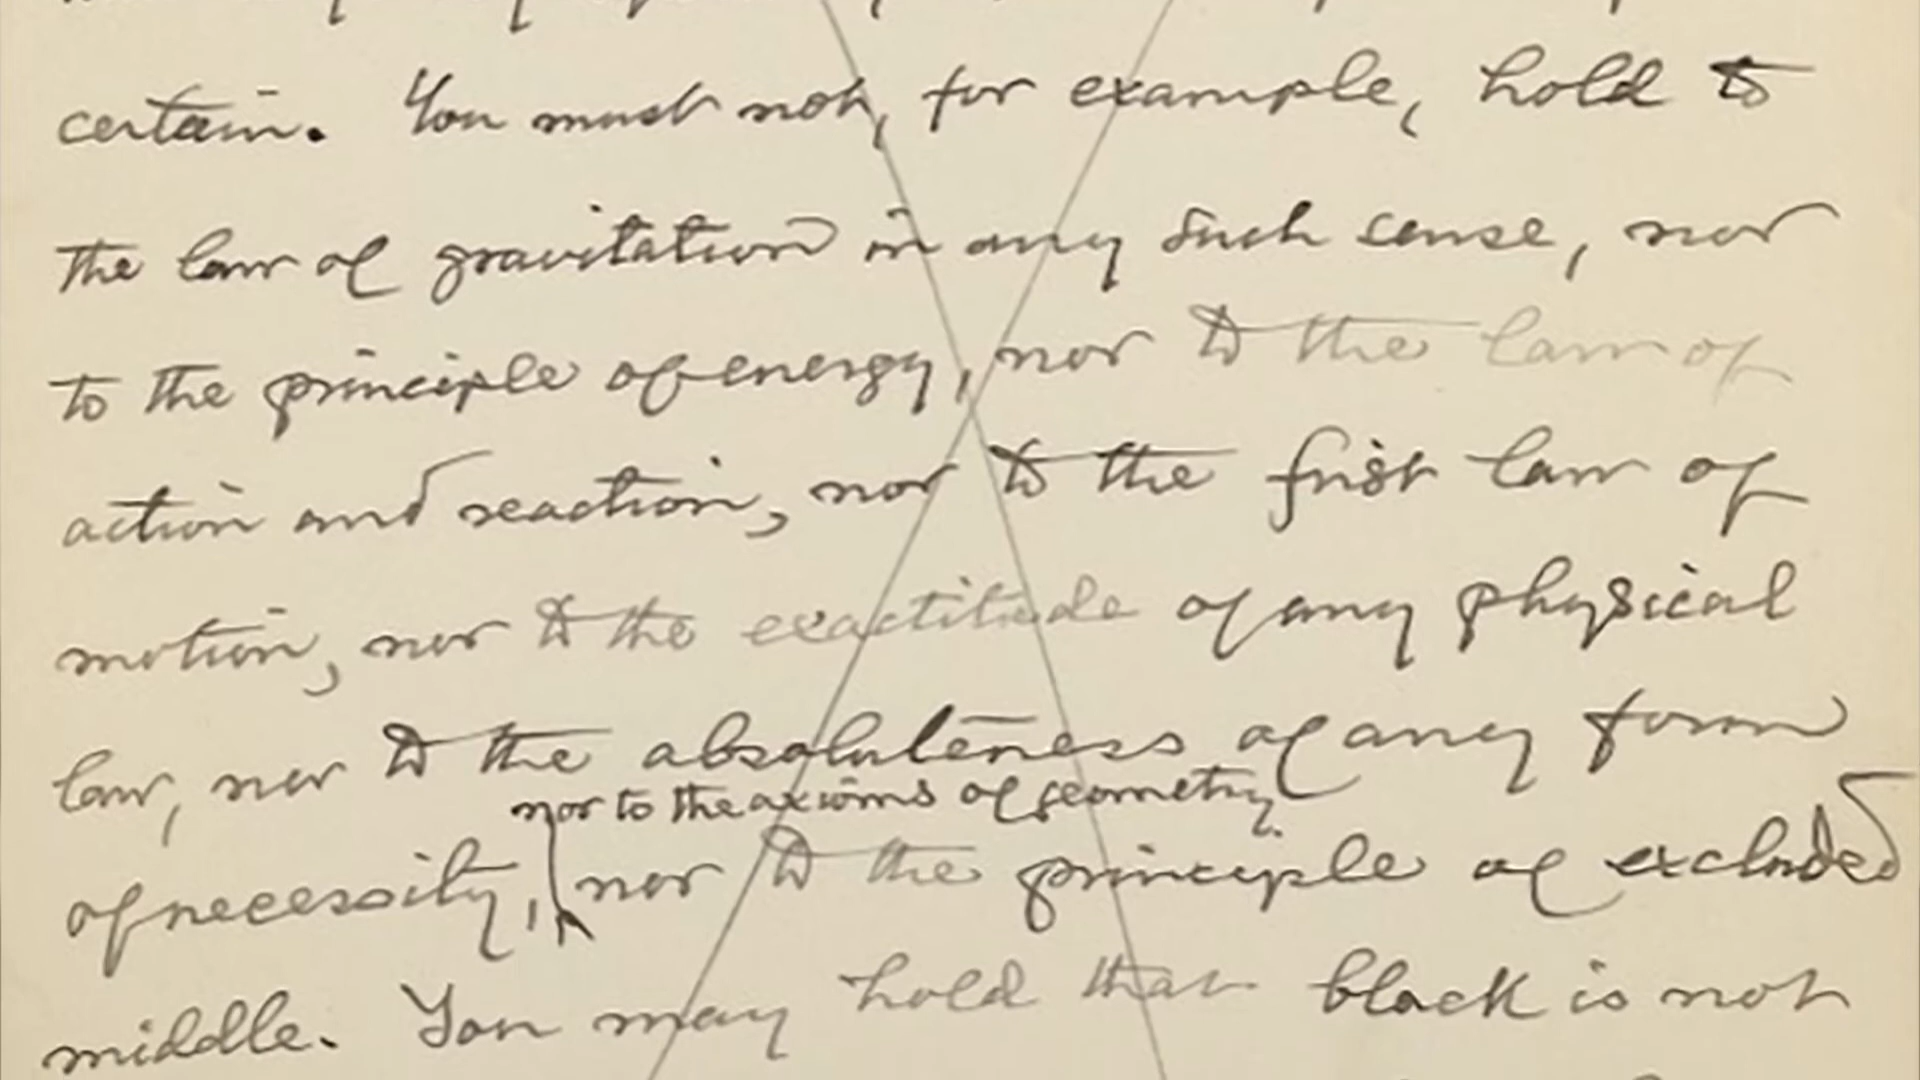 certain. You must not, for example, hold to
the law of gravitation in any such sense, nor
to the principle of energy, nor to the law of
action and reaction, nor to the first law of
motion, nor to the exactitude of any physical
law, nor to the absoluteness of any form
nor to the axioms of geometry.
of necessity, nor to the principle of excluded
middle. You may hold that black is not